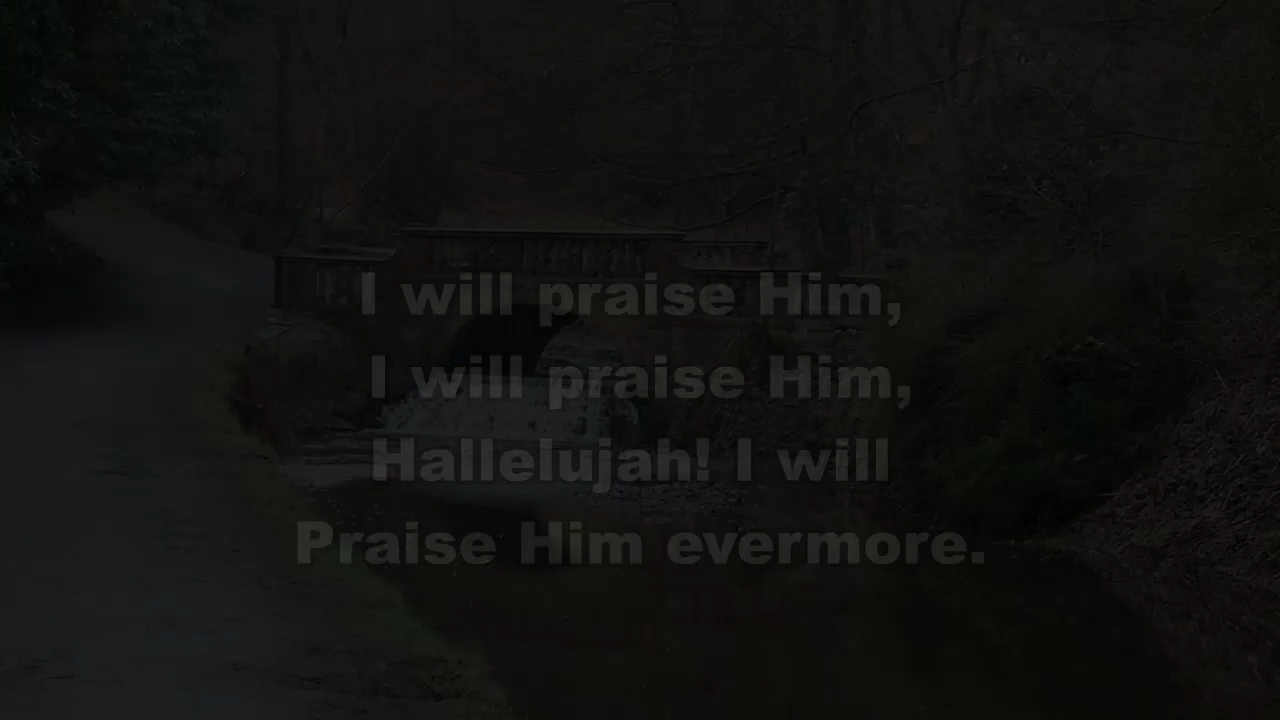 I will praise Him,
I will praise Him,
Hallelujah! I will
Praise Him evermore.